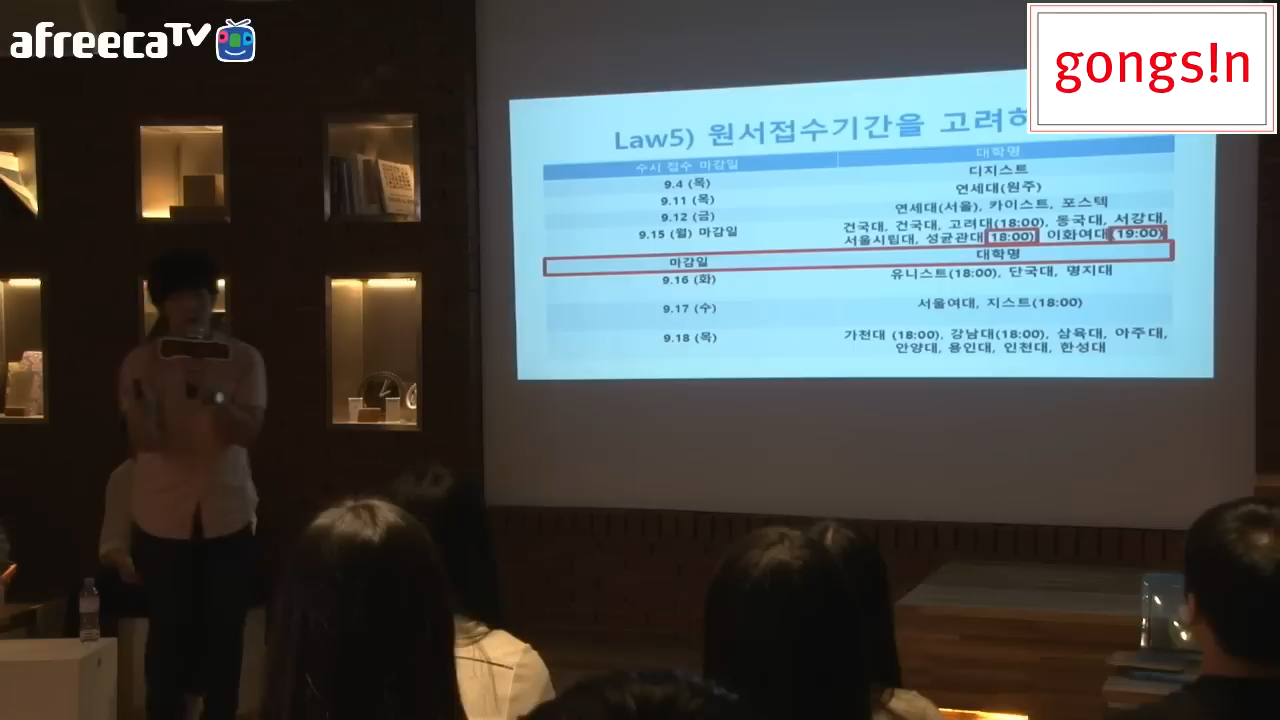 afreecaTV
gongs!n
Law5) 원서접수기간을 고려하
수시 접수 마감일 대학명
9.4 (목) 디지스트
9.11 (목) 연세대(원주)
9.12 (금) 연세대(서울), 카이스트, 포스텍
9.15 (월) 마감일 건국대, 건국대, 고려대(18:00), 동국대, 서강대,
서울시립대, 성균관대(18:00) 이화여대(19:00)
마감일 대학명
9.16 (화) 유니스트(18:00), 단국대, 명지대
9.17 (수) 서울여대, 지스트(18:00)
9.18 (목) 가천대 (18:00), 강남대(18:00), 삼육대, 아주대,
안양대, 용인대, 인천대, 한성대